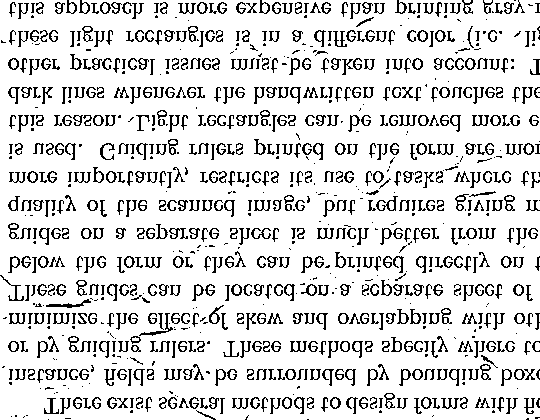 There exist several methods to design forms with fi
instance, fields may be surrounded by bounding boxe
or by guiding rulers. These methods specify where to
minimize the effect of skew and overlapping with oth
These guides can be located on a separate sheet of
below the form or they can be printed directly on t
guides on a separate sheet is much better from the
quality of the scanned image, but requires giving m
more importantly, restricts its use to tasks where th
is used. Guiding rulers printed on the form are mor
this reason. Light rectangles can be removed more e
dark lines whenever the handwritten text touches the
other practical issues must be taken into account: T
these light rectangles is in a different color (i.e. lig
this approach is more expensive than printing gray